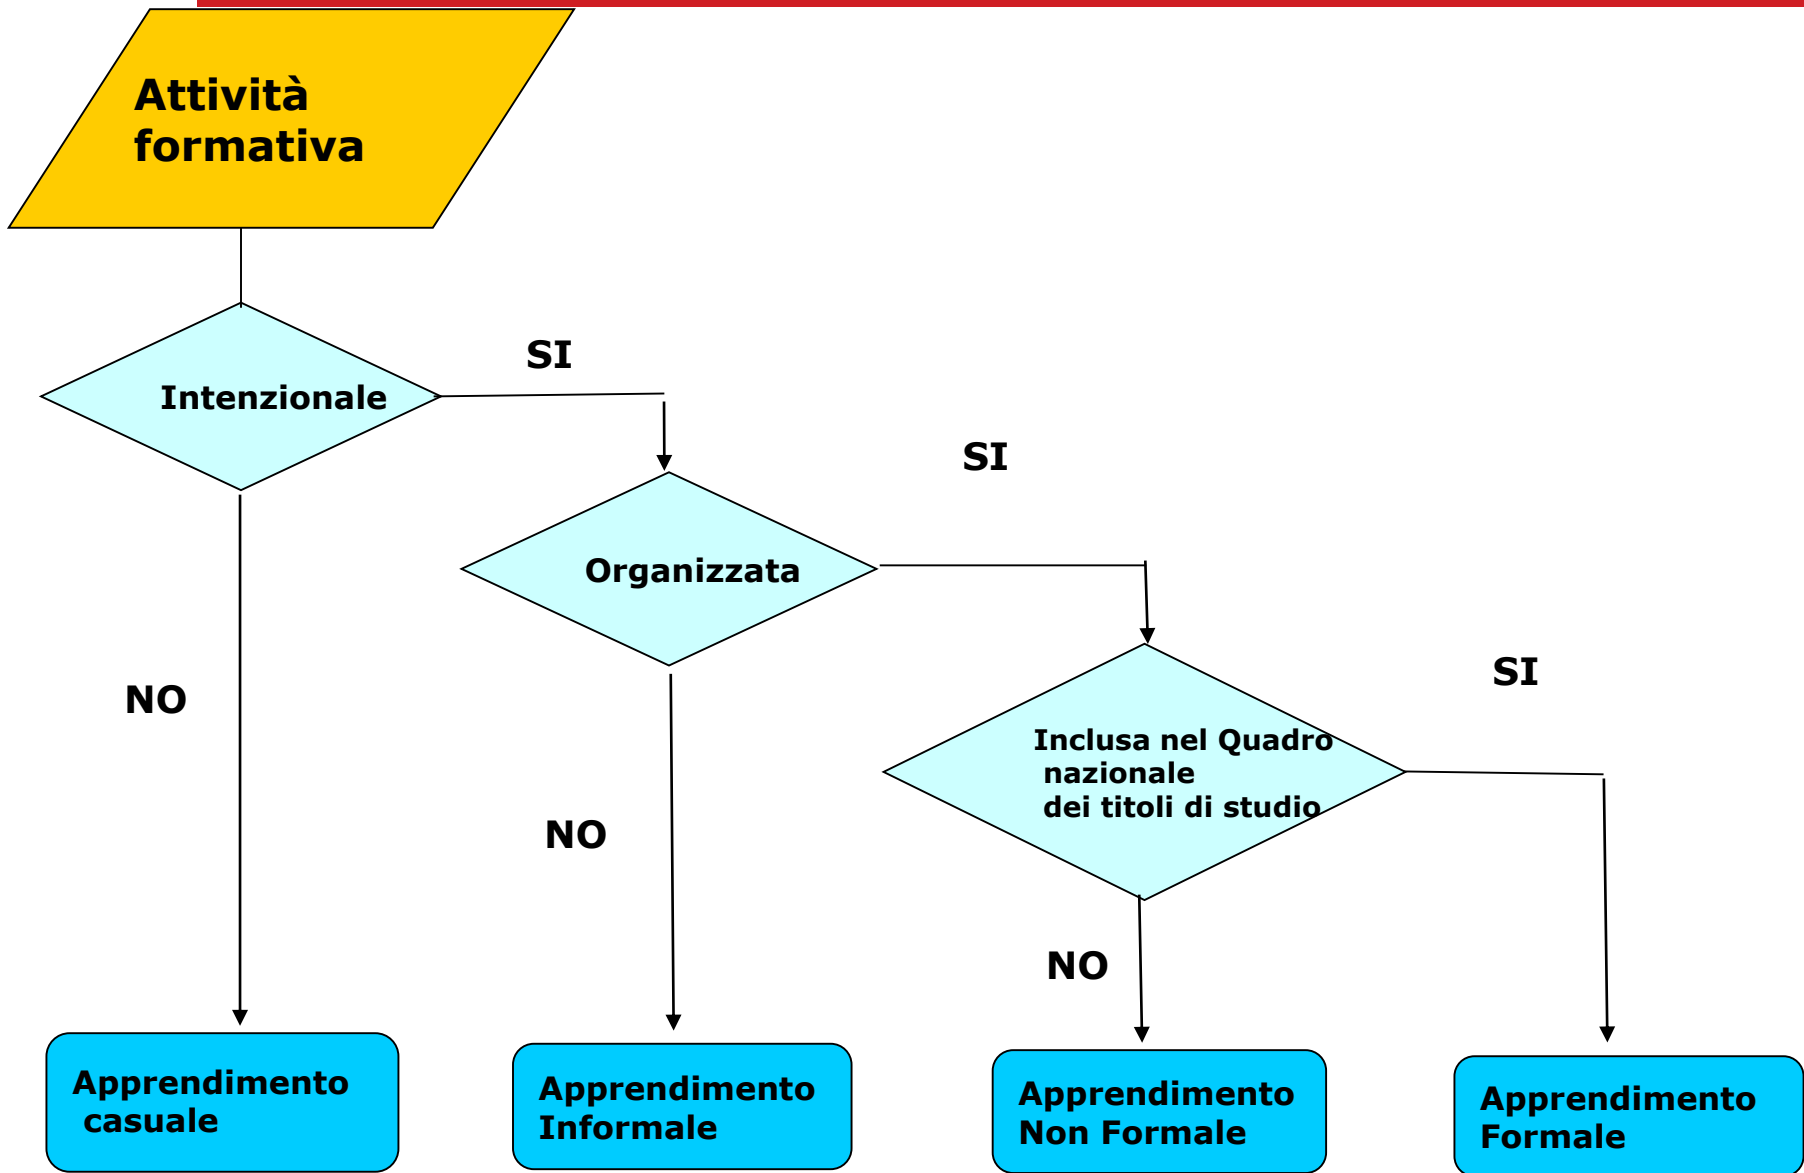 Attività
formativa
SI
Intenzionale
SI
Organizzata
SI
NO
Inclusa nel Quadro
nazionale
dei titoli di studio
NO
NO
Apprendimento
casuale
Apprendimento
Informale
Apprendimento
Non Formale
Apprendimento
Formale